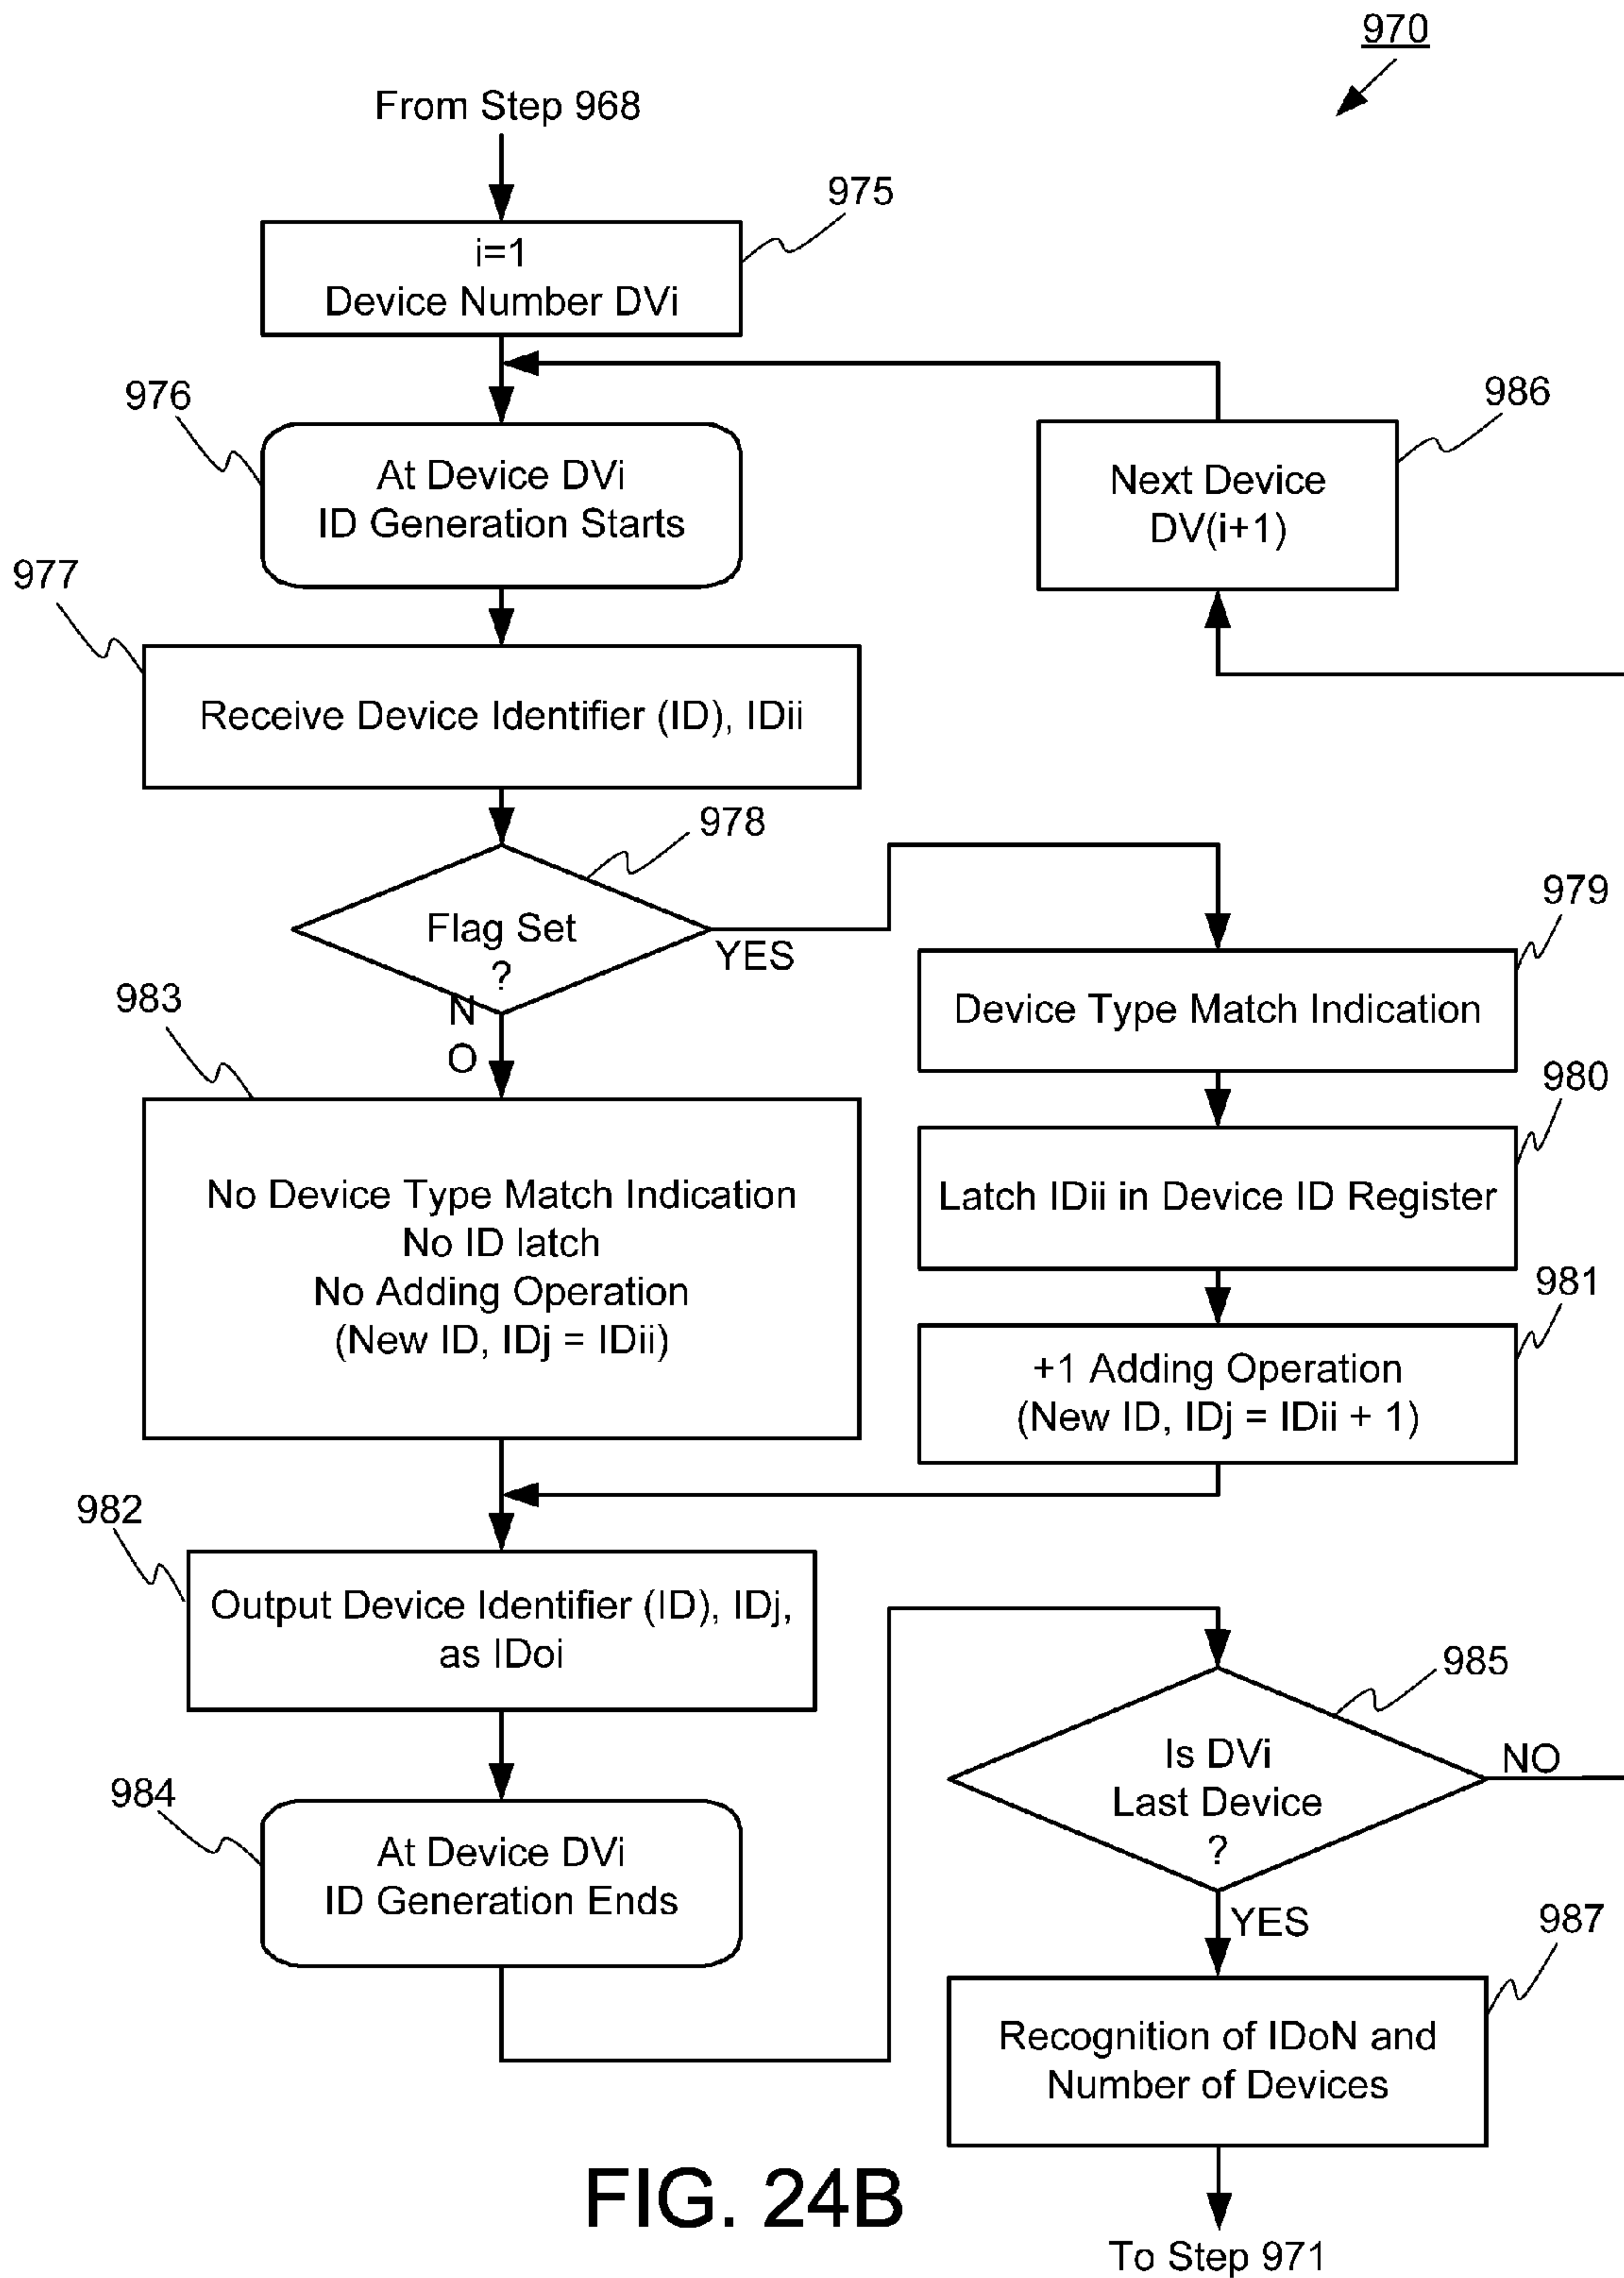 970
From Step 968
975
i=1
Device Number DVi
976
At Device DVi
ID Generation Starts
986
Next Device
DV(i+1)
977
Receive Device Identifier (ID), IDii
978
Flag Set
?
YES
N
O
979
Device Type Match Indication
980
Latch IDii in Device ID Register
981
+1 Adding Operation
(New ID, IDj = IDii + 1)
983
No Device Type Match Indication
No ID latch
No Adding Operation
(New ID, IDj = IDii)
982
Output Device Identifier (ID), IDj,
as IDoi
984
At Device DVi
ID Generation Ends
985
Is DVi
Last Device
?
NO
YES
987
Recognition of IDoN and
Number of Devices
To Step 971
FIG. 24B